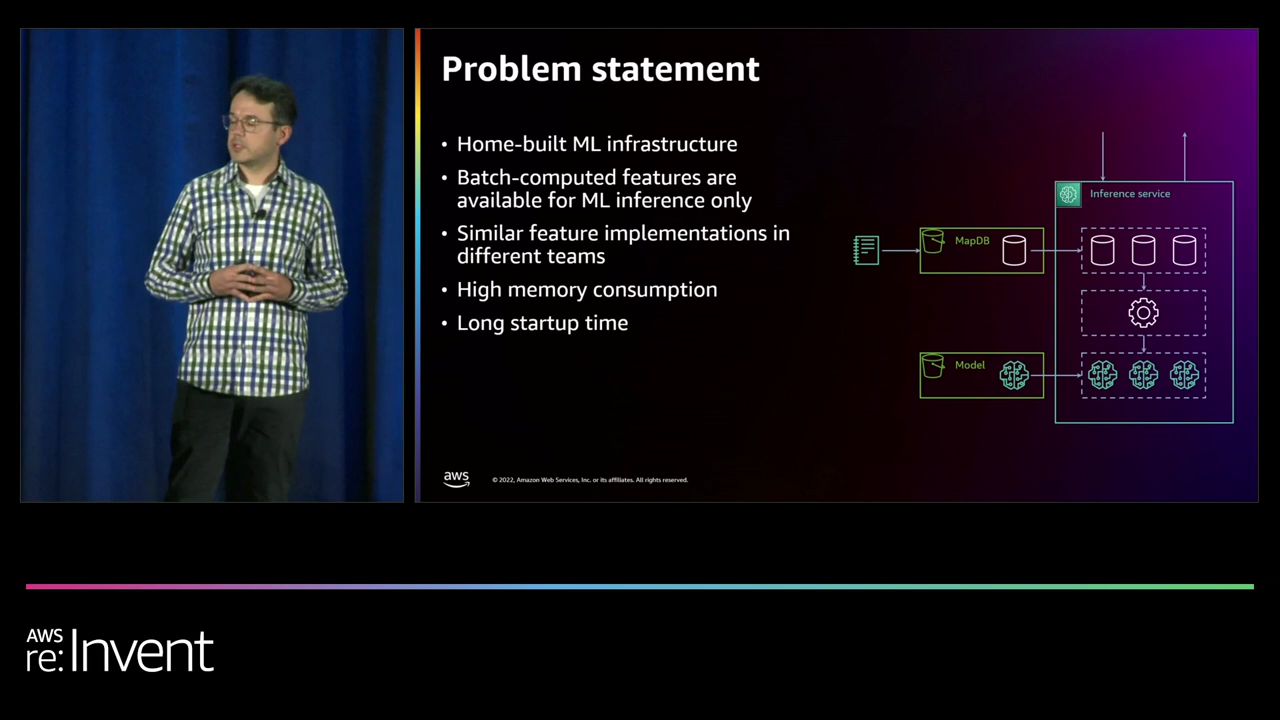 Problem statement
• Home-built ML infrastructure
• Batch-computed features are
available for ML inference only
• Similar feature implementations in
different teams
• High memory consumption
• Long startup time
Inference service
MapDB
Model
aws
© 2022, Amazon Web Services, Inc. or its affiliates. All rights reserved.
AWS
re:Invent